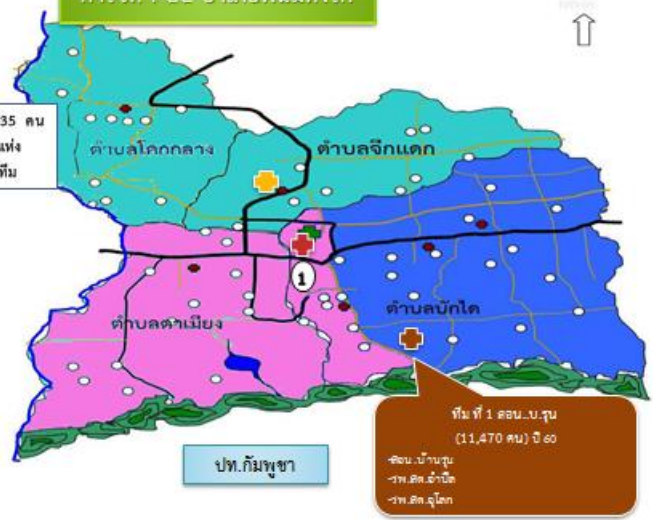 35 คน
แห่ง
ทีม
ตำบลโคกกลาง
ตำบลจีกแดก
1
ตำบลบักได
ตำบลตาเมียง
ทีม ที่ 1 สอน..บ.รุน
(11,470 คน) ปี 60
-สอน.บ้านรุน
-รพ.สต.อำปึล
-รพ.สต.อุโลก
ปท.กัมพูชา